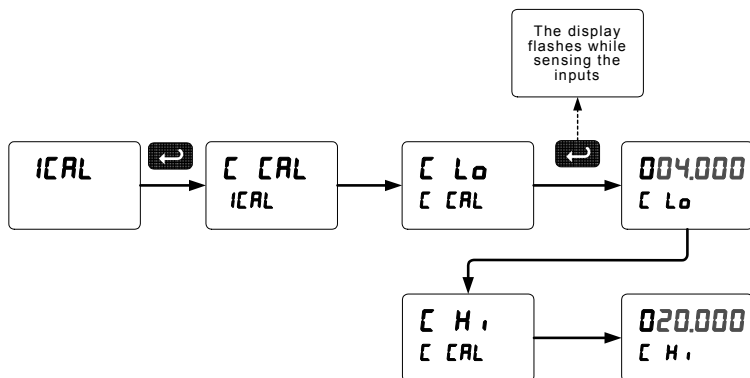 The display
flashes while
sensing the
inputs
ICAL
C CAL
ICAL
C Lo
C CAL
004.000
C Lo
C Hi
C CAL
020.000
C Hi